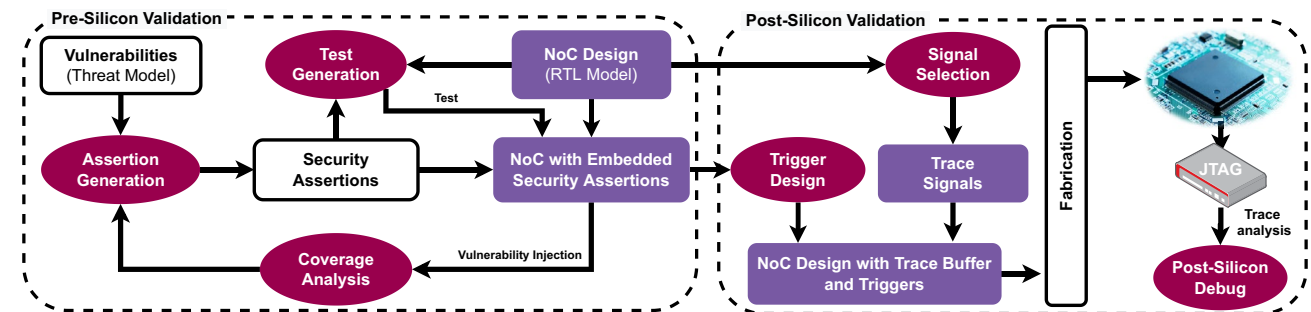 Pre-Silicon Validation
Vulnerabilities
(Threat Model)
Test
Generation
NoC Design
(RTL Model)
Test
Assertion
Generation
Security
Assertions
NoC with Embedded
Security Assertions
Coverage
Analysis
Vulnerability Injection
Post-Silicon Validation
Signal
Selection
Trigger
Design
Trace
Signals
NoC Design with Trace Buffer
and Triggers
Fabrication
JTAG
Trace
analysis
Post-Silicon
Debug